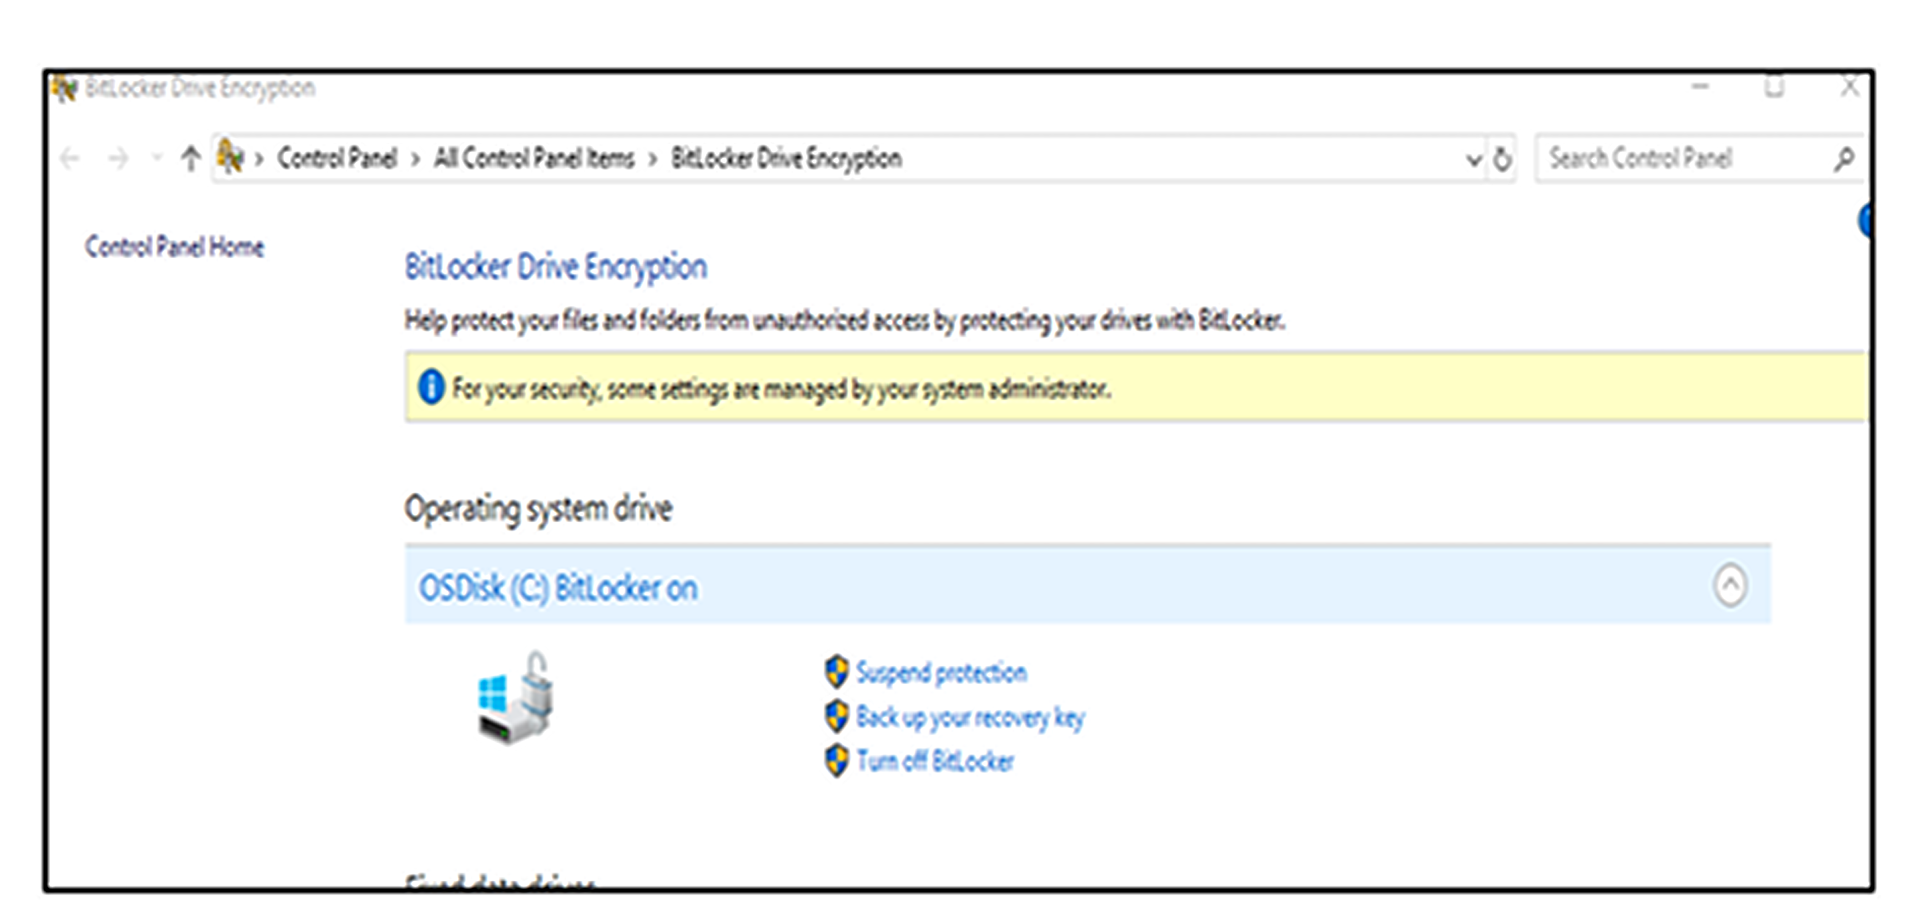 BitLocker Drive Encryption
Control Panel > All Control Panel Items > BitLocker Drive Encryption
Search Control Panel
Control Panel Home
BitLocker Drive Encryption
Help protect your files and folders from unauthorized access by protecting your drives with BitLocker.
For your security, some settings are managed by your system administrator.
Operating system drive
OSDisk (C:) BitLocker on
Suspend protection
Back up your recovery key
Turn off BitLocker
Fixed data drives